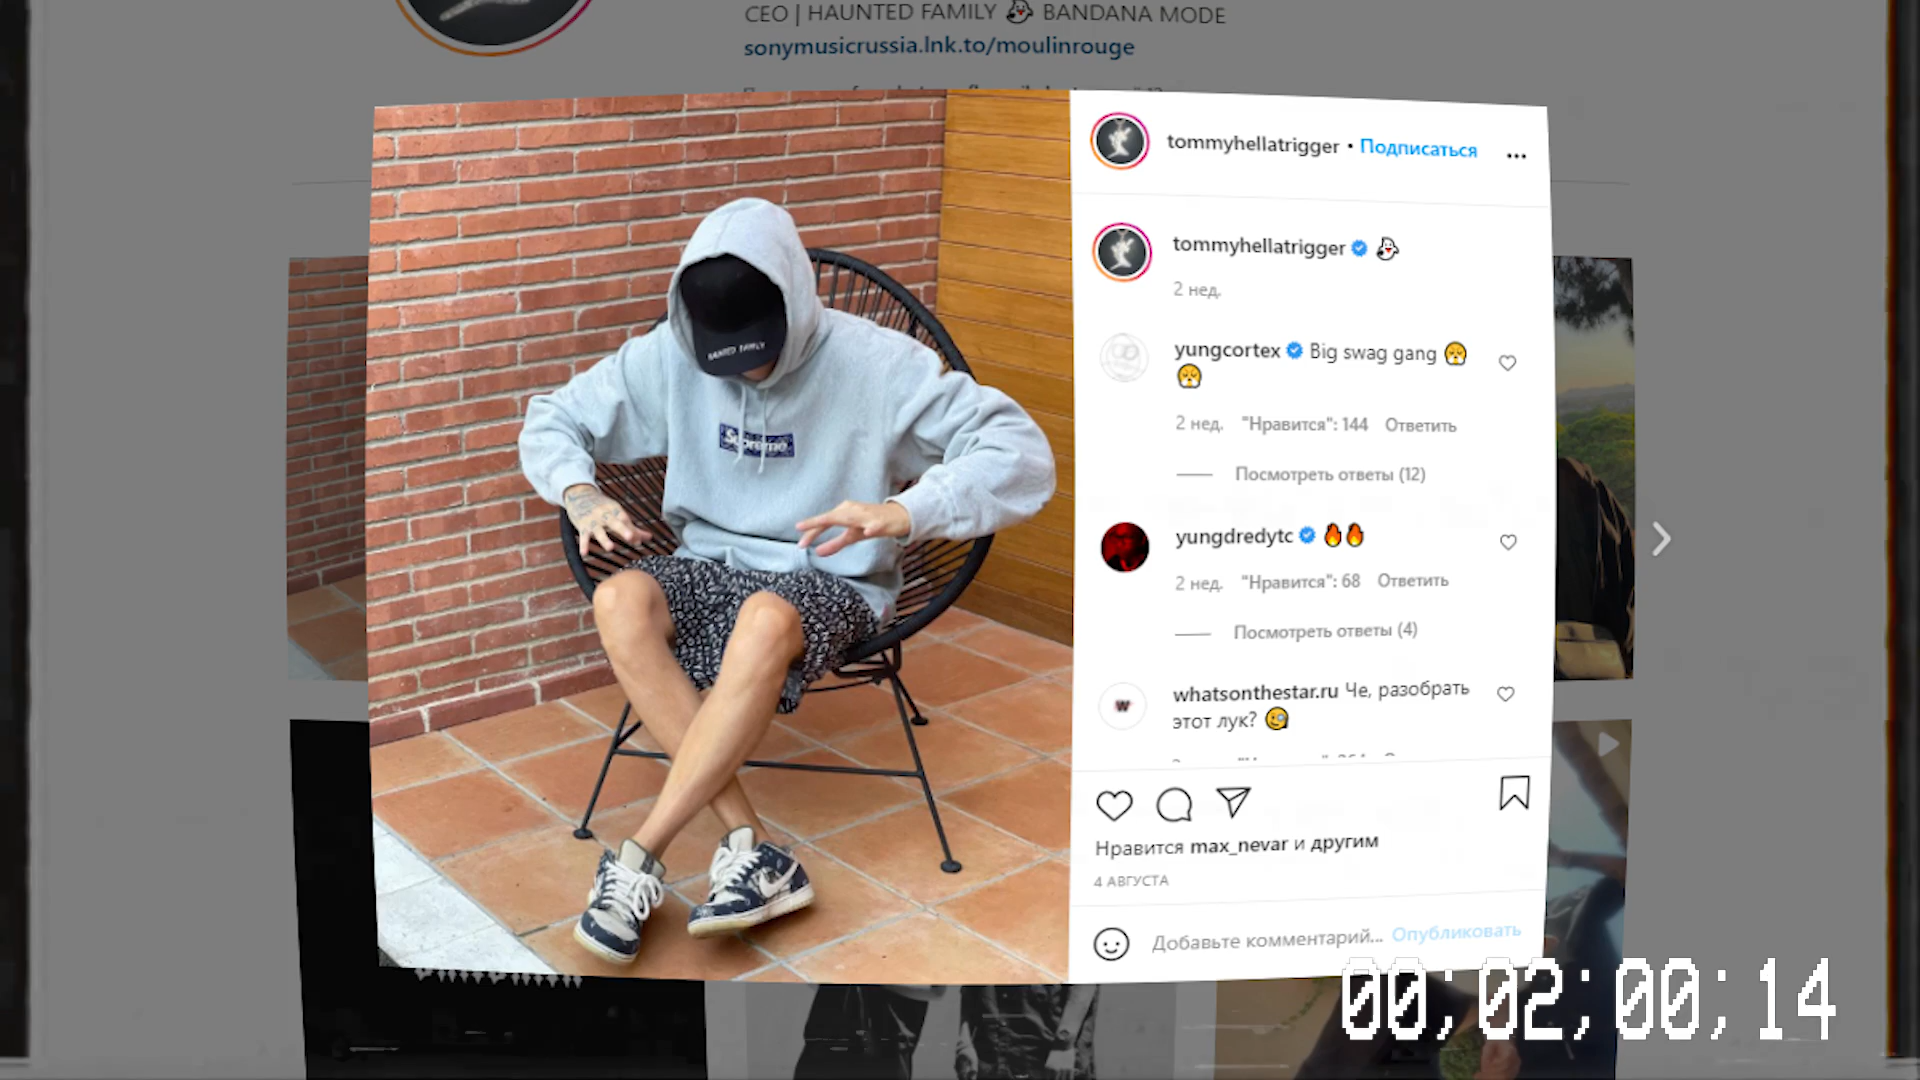 CEO | HAUNTED FAMILY 👻 BANDANA MODE
sonymusicrussia.lnk.to/moulinrouge
tommyhellatrigger • Подписаться
tommyhellatrigger 👻
2 нед.
yungcortex Big swag gang 😤
😤
2 нед. "Нравится": 144 Ответить
Посмотреть ответы (12)
yungdredytc 🔥🔥
2 нед. "Нравится": 68 Ответить
Посмотреть ответы (4)
whatsonthestar.ru Че, разобрать
этот лук? 🧐
W
Нравится max_nevar и другим
4 АВГУСТА
Добавьте комментарий... Опубликовать
Supreme
FAMILY
00;02;00;14